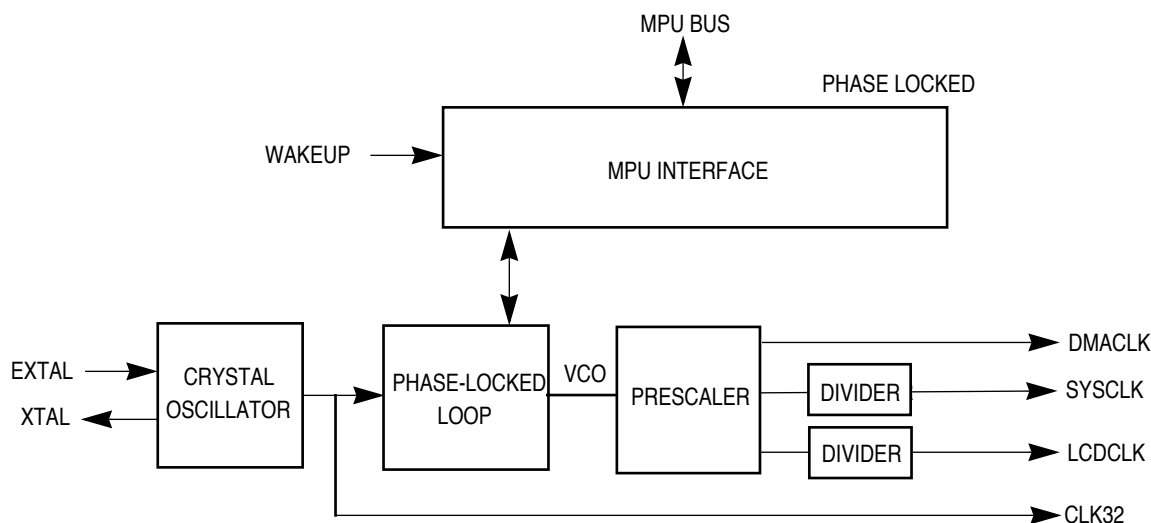 MPU BUS
PHASE LOCKED
WAKEUP
MPU INTERFACE
EXTAL
XTAL
CRYSTAL
OSCILLATOR
PHASE-LOCKED
LOOP
VCO
PRESCALER
DIVIDER
DIVIDER
DMACLK
SYSCLK
LCDCLK
CLK32